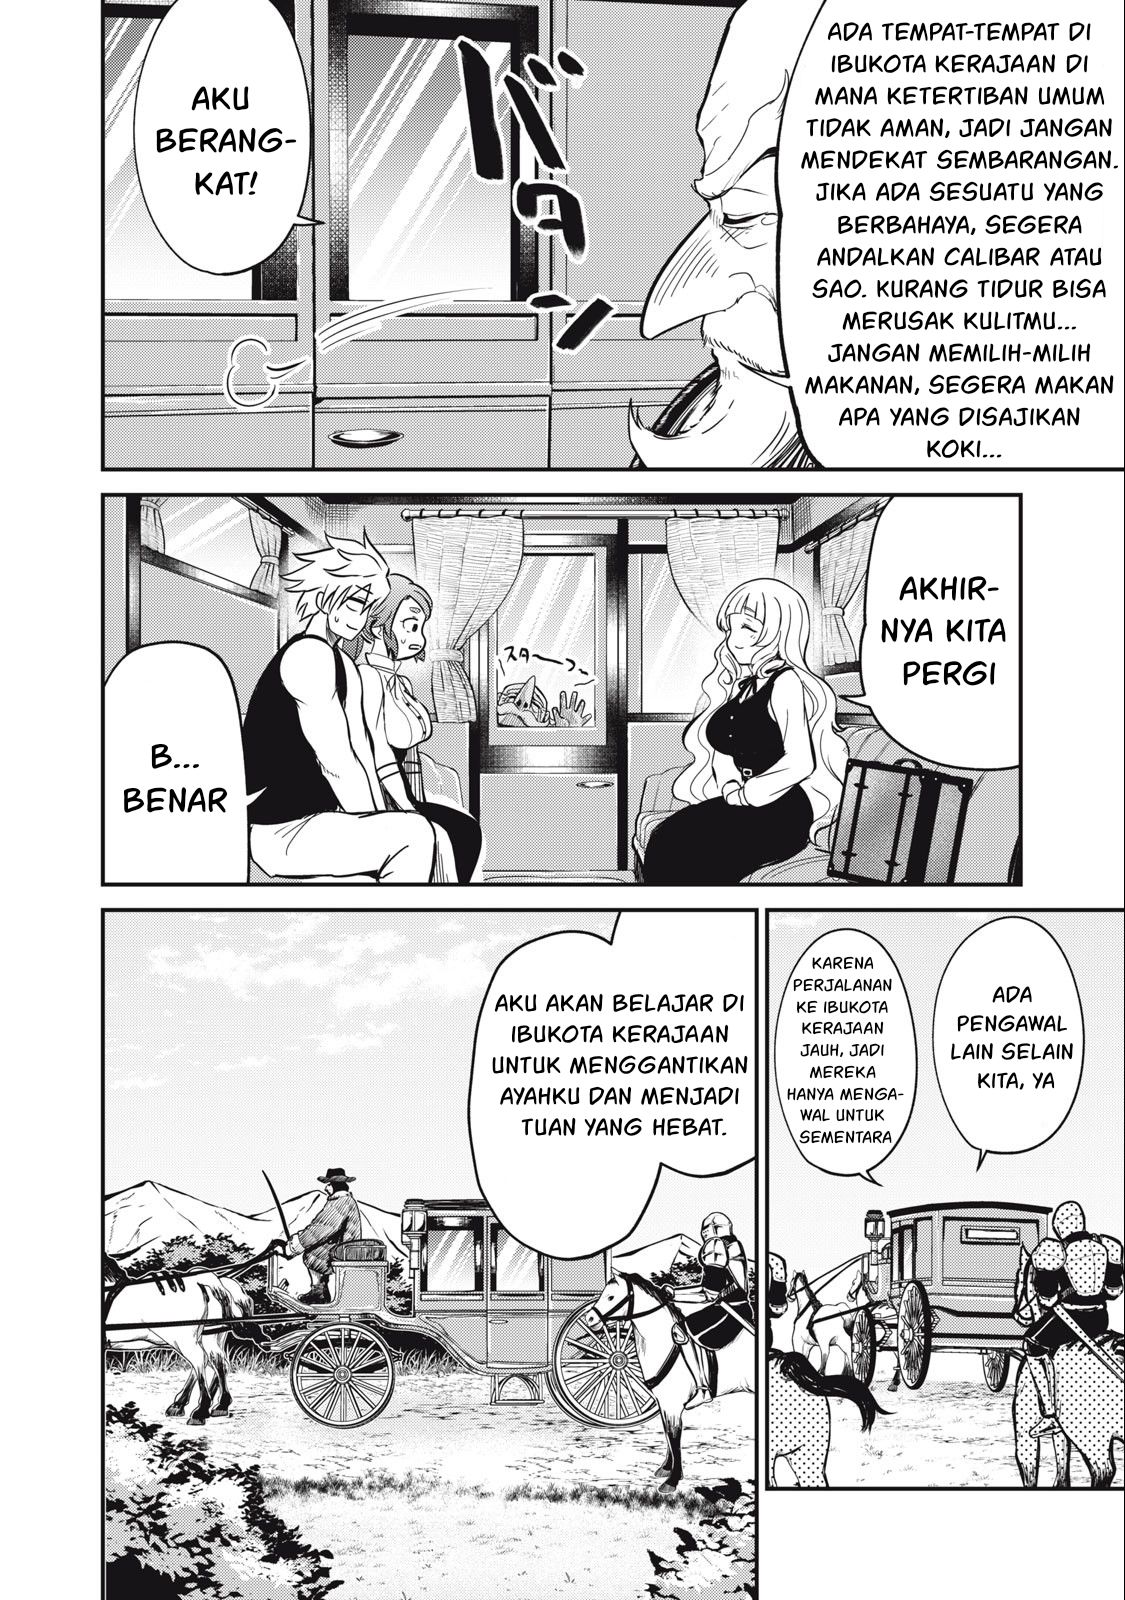 ADA TEMPAT-TEMPAT DI
IBUKOTA KERAJAAN DI
MANA KETERTIBAN UMUM
TIDAK AMAN, JADI JANGAN
MENDEKAT SEMBARANGAN.
JIKA ADA SESUATU YANG
BERBAHAYA, SEGERA
ANDALKAN CALIBAR ATAU
SAO. KURANG TIDUR BISA
MERUSAK KULITMU...
JANGAN MEMILIH-MILIH
MAKANAN, SEGERA MAKAN
APA YANG DISAJIKAN
KOKI...
バタン
AKU
BERANG-
KAT!
AKHIR-
NYA KITA
PERGI
スターフー
B...
BENAR
ADA
PENGAWAL
LAIN SELAIN
KITA, YA
KARENA
PERJALANAN
KE IBUKOTA
KERAJAAN
JAUH, JADI
MEREKA
HANYA MENGA-
WAL UNTUK
SEMENTARA
AKU AKAN BELAJAR DI
IBUKOTA KERAJAAN
UNTUK MENGGANTIKAN
AYAHKU DAN MENJADI
TUAN YANG HEBAT.